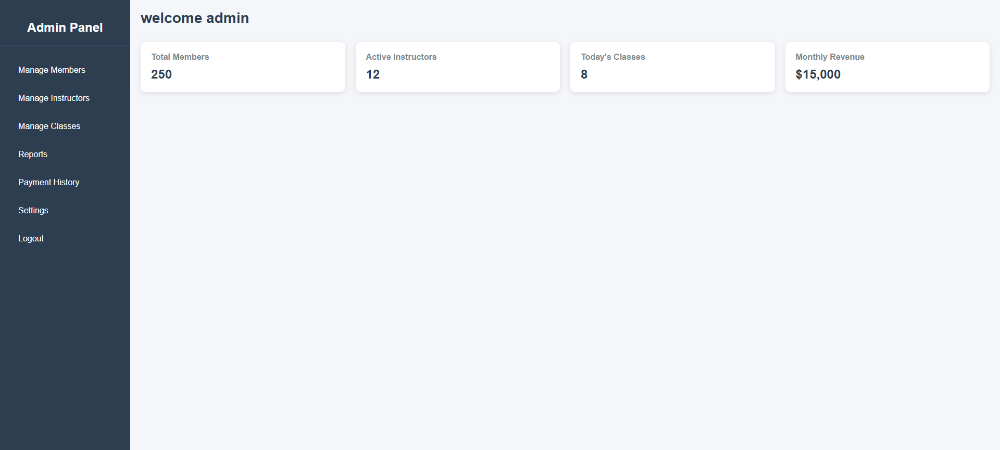 Admin Panel
Manage Members
Manage Instructors
Manage Classes
Reports
Payment History
Settings
Logout
welcome admin
Total Members
250
Active Instructors
12
Today's Classes
8
Monthly Revenue
$15,000